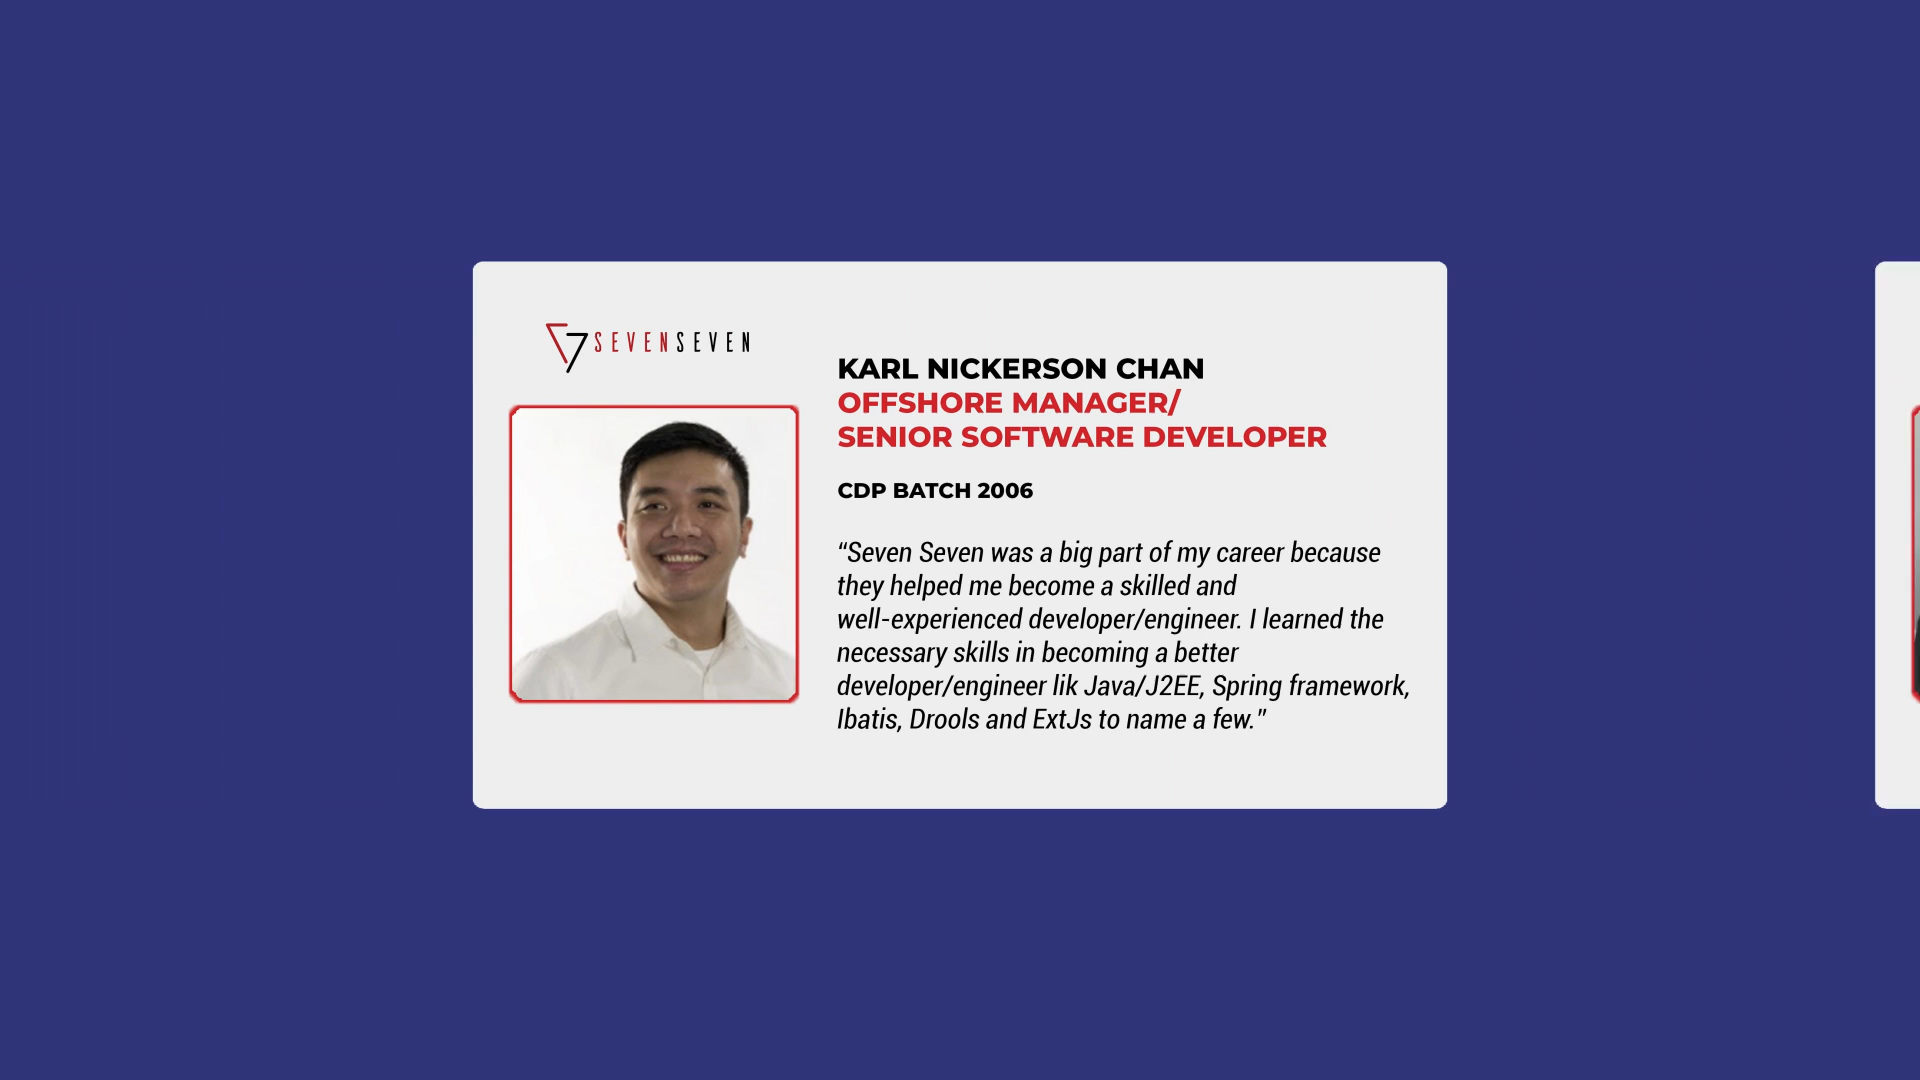 SEVENSEVEN
KARL NICKERSON CHAN
OFFSHORE MANAGER/
SENIOR SOFTWARE DEVELOPER
CDP BATCH 2006
“Seven Seven was a big part of my career because
they helped me become a skilled and
well-experienced developer/engineer. I learned the
necessary skills in becoming a better
developer/engineer lik Java/J2EE, Spring framework,
Ibatis, Drools and ExtJs to name a few.”